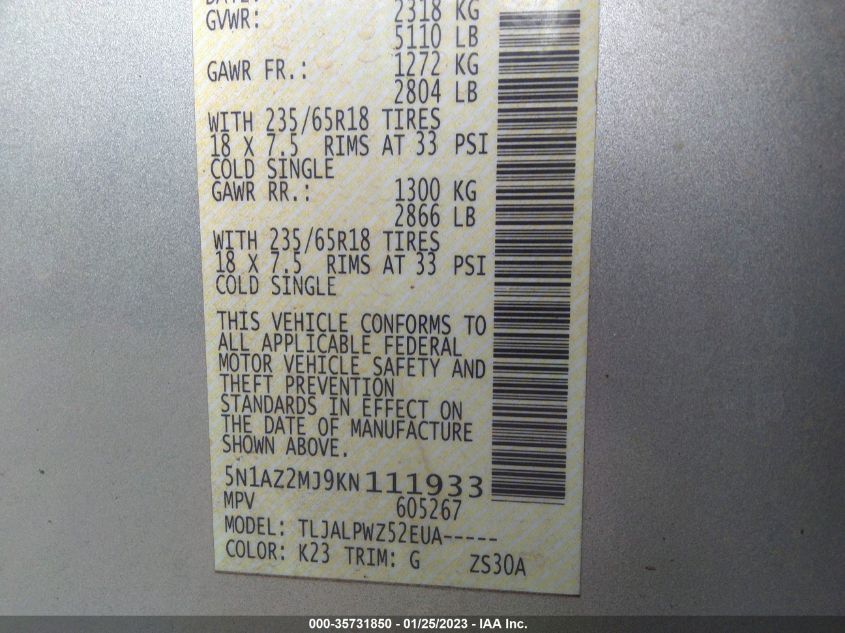 DATE:
GVWR: 2318 KG
5110 LB
GAWR FR.: 1272 KG
2804 LB
WITH 235/65R18 TIRES
18 X 7.5 RIMS AT 33 PSI
COLD SINGLE
GAWR RR.: 1300 KG
2866 LB
WITH 235/65R18 TIRES
18 X 7.5 RIMS AT 33 PSI
COLD SINGLE
THIS VEHICLE CONFORMS TO
ALL APPLICABLE FEDERAL
MOTOR VEHICLE SAFETY AND
THEFT PREVENTION
STANDARDS IN EFFECT ON
THE DATE OF MANUFACTURE
SHOWN ABOVE.
5N1AZ2MJ9KN111933
MPV 605267
MODEL: TLJALPWZ52EUA-----
COLOR: K23 TRIM: G ZS30A
000-35731850 - 01/25/2023 - IAA Inc.